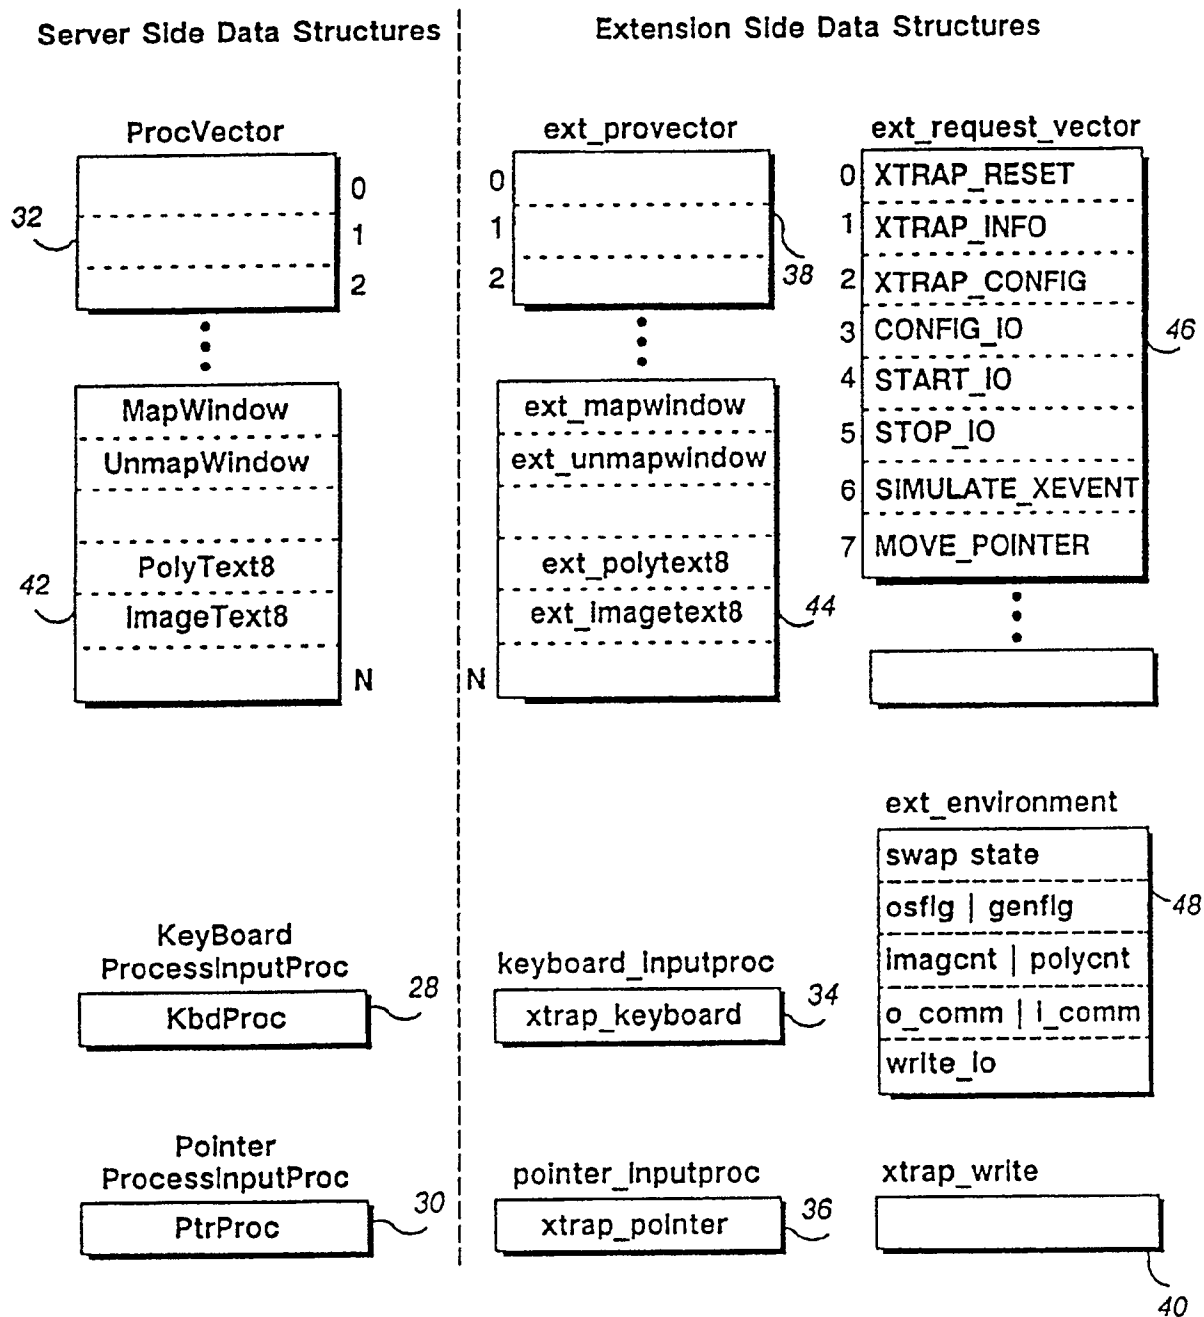 Server Side Data Structures
Extension Side Data Structures
ProcVector
0
1
2
32
MapWindow
UnmapWindow
PolyText8
ImageText8
42
N
ext_provector
0
1
2
38
ext_mapwindow
ext_unmapwindow
ext_polytext8
ext_imagetext8
44
N
ext_request_vector
0 XTRAP_RESET
1 XTRAP_INFO
2 XTRAP_CONFIG
3 CONFIG_IO
4 START_IO
5 STOP_IO
6 SIMULATE_XEVENT
7 MOVE_POINTER
46
ext_environment
swap state
osflg | genflg
imagcnt | polycnt
o_comm | i_comm
write_io
48
KeyBoard
ProcessInputProc
KbdProc
28
keyboard_inputproc
xtrap_keyboard
34
Pointer
ProcessInputProc
PtrProc
30
pointer_inputproc
xtrap_pointer
36
xtrap_write
40